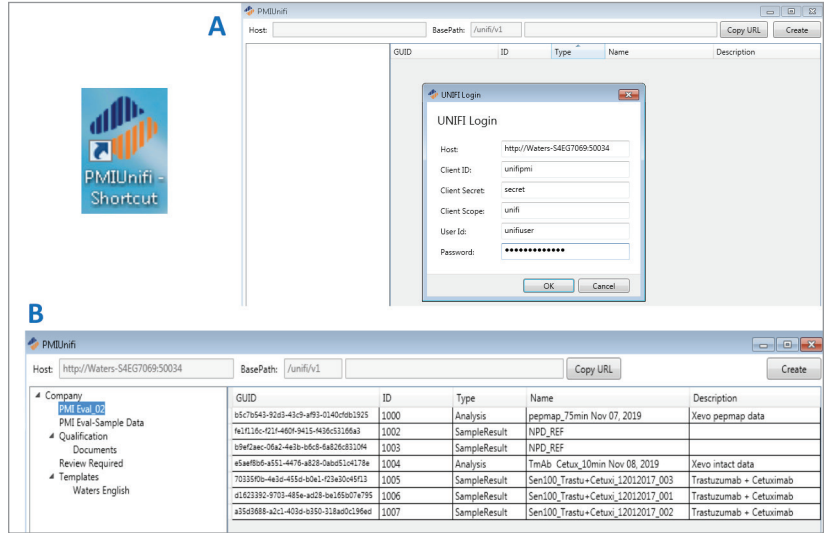 A
PMIUnifi
Host:
BasePath: /unifi/v1
Copy URL
Create
GUID ID Type Name Description
PMIUnifi -
Shortcut
UNIFI Login
UNIFI Login
Host: http://Waters-S4EG7069:50034
Client ID: unifipmi
Client Secret: secret
Client Scope: unifi
User Id: unifiuser
Password: •••••••••••••
OK Cancel
B
PMIUnifi
Host: http://Waters-S4EG7069:50034 BasePath: /unifi/v1 Copy URL Create
Company
PMI Eval_02
PMI Eval-Sample Data
Qualification
Documents
Review Required
Templates
Waters English
GUID ID Type Name Description
b5c7b543-92d3-43c9-af93-0140cfdb1925 1000 Analysis pepmap_75min Nov 07, 2019 Xevo pepmap data
fe1f116c-f21f-460f-9415-f436c53166a3 1002 SampleResult NPD_REF
b9ef2aec-06a2-4e3b-b6c8-6a826c8310f4 1003 SampleResult NPD_REF
e5aef8b6-a551-4476-a828-0abd51c4178e 1004 Analysis TmAb Cetux_10min Nov 08, 2019 Xevo intact data
70335f0b-4e3d-455d-b0e1-f23e30c45f13 1005 SampleResult Sen100_Trastu+Cetuxi_12012017_003 Trastuzumab + Cetuximab
d1623392-9703-485e-ad28-be165b07e795 1006 SampleResult Sen100_Trastu+Cetuxi_12012017_001 Trastuzumab + Cetuximab
a35d3688-a2c1-403d-b350-318ad0c196ed 1007 SampleResult Sen100_Trastu+Cetuxi_12012017_002 Trastuzumab + Cetuximab